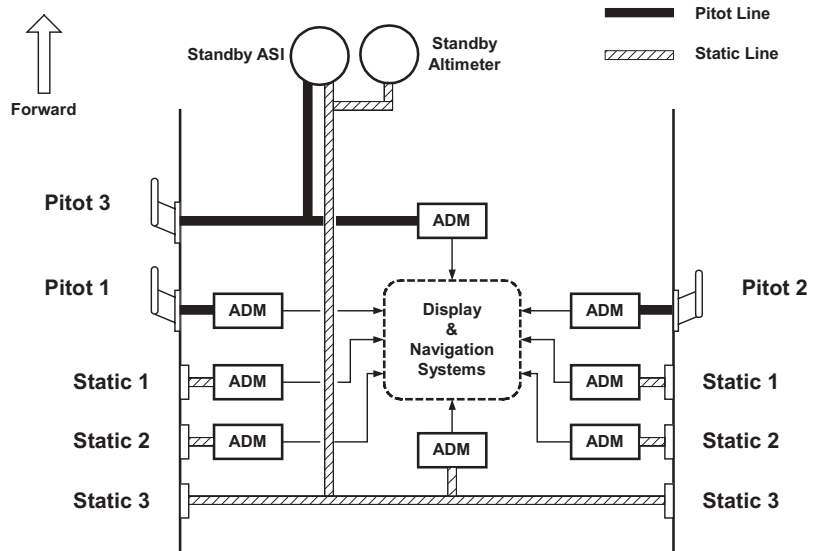 Pitot Line
Static Line
Forward
Standby ASI
Standby
Altimeter
Pitot 3
ADM
Pitot 1
ADM
Display
&
Navigation
Systems
ADM
Pitot 2
Static 1
ADM
ADM
Static 1
Static 2
ADM
ADM
ADM
Static 2
Static 3
Static 3